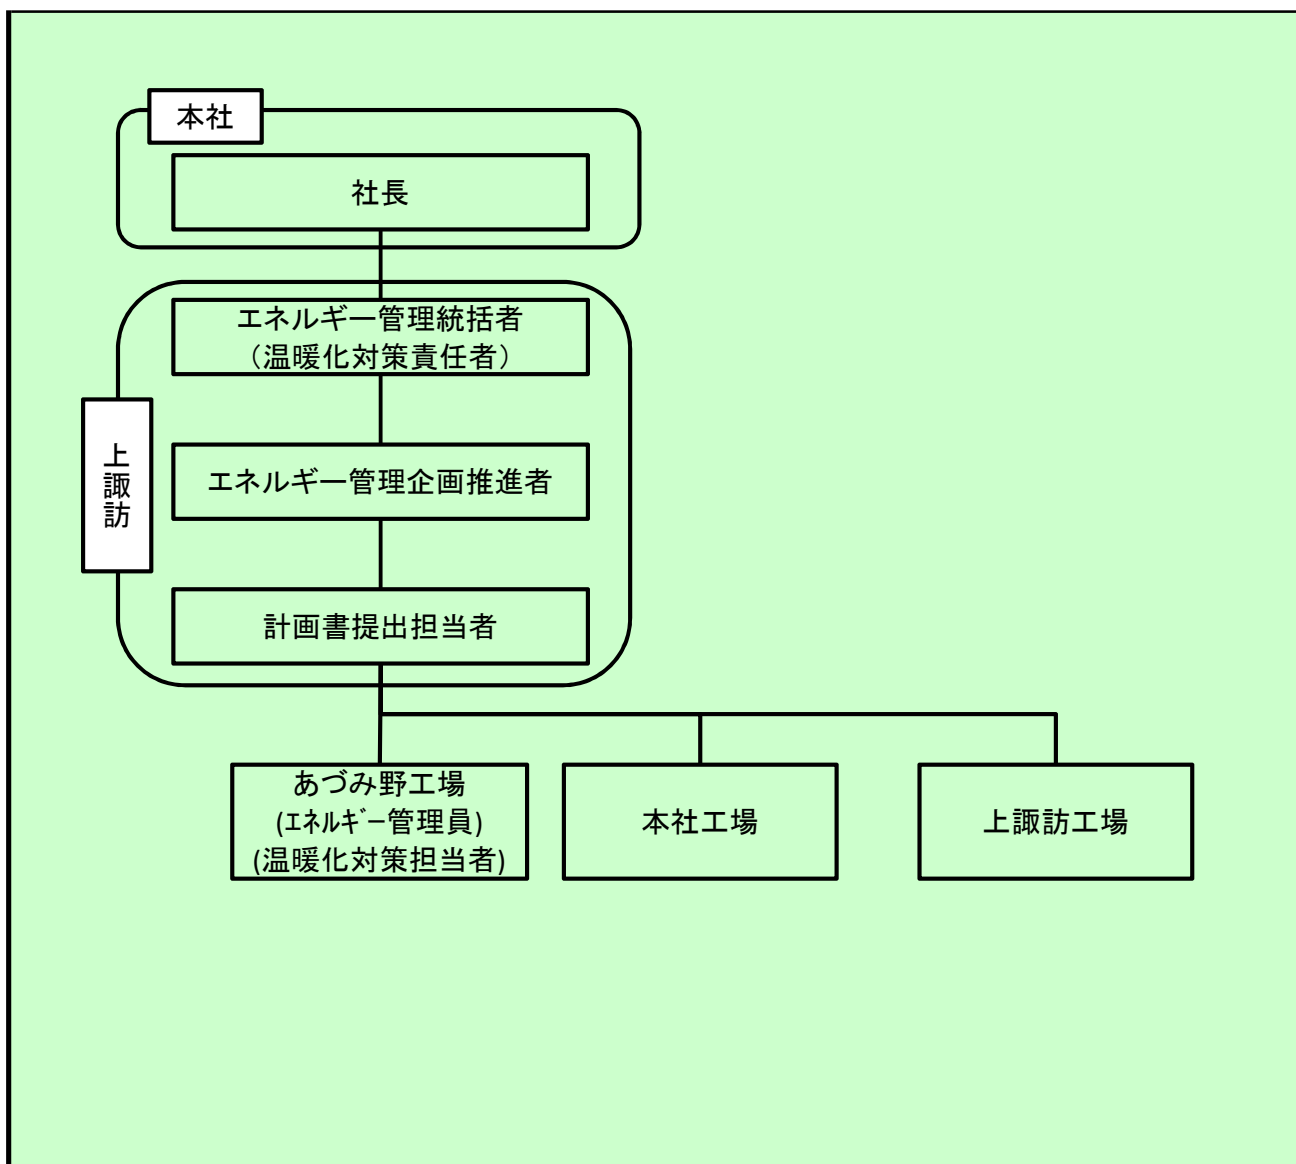 本社
社長
エネルギー管理統括者
（温暖化対策責任者）
上諏訪
エネルギー管理企画推進者
計画書提出担当者
あづみ野工場
(ｴﾈﾙｷﾞｰ管理員)
(温暖化対策担当者)
本社工場
上諏訪工場